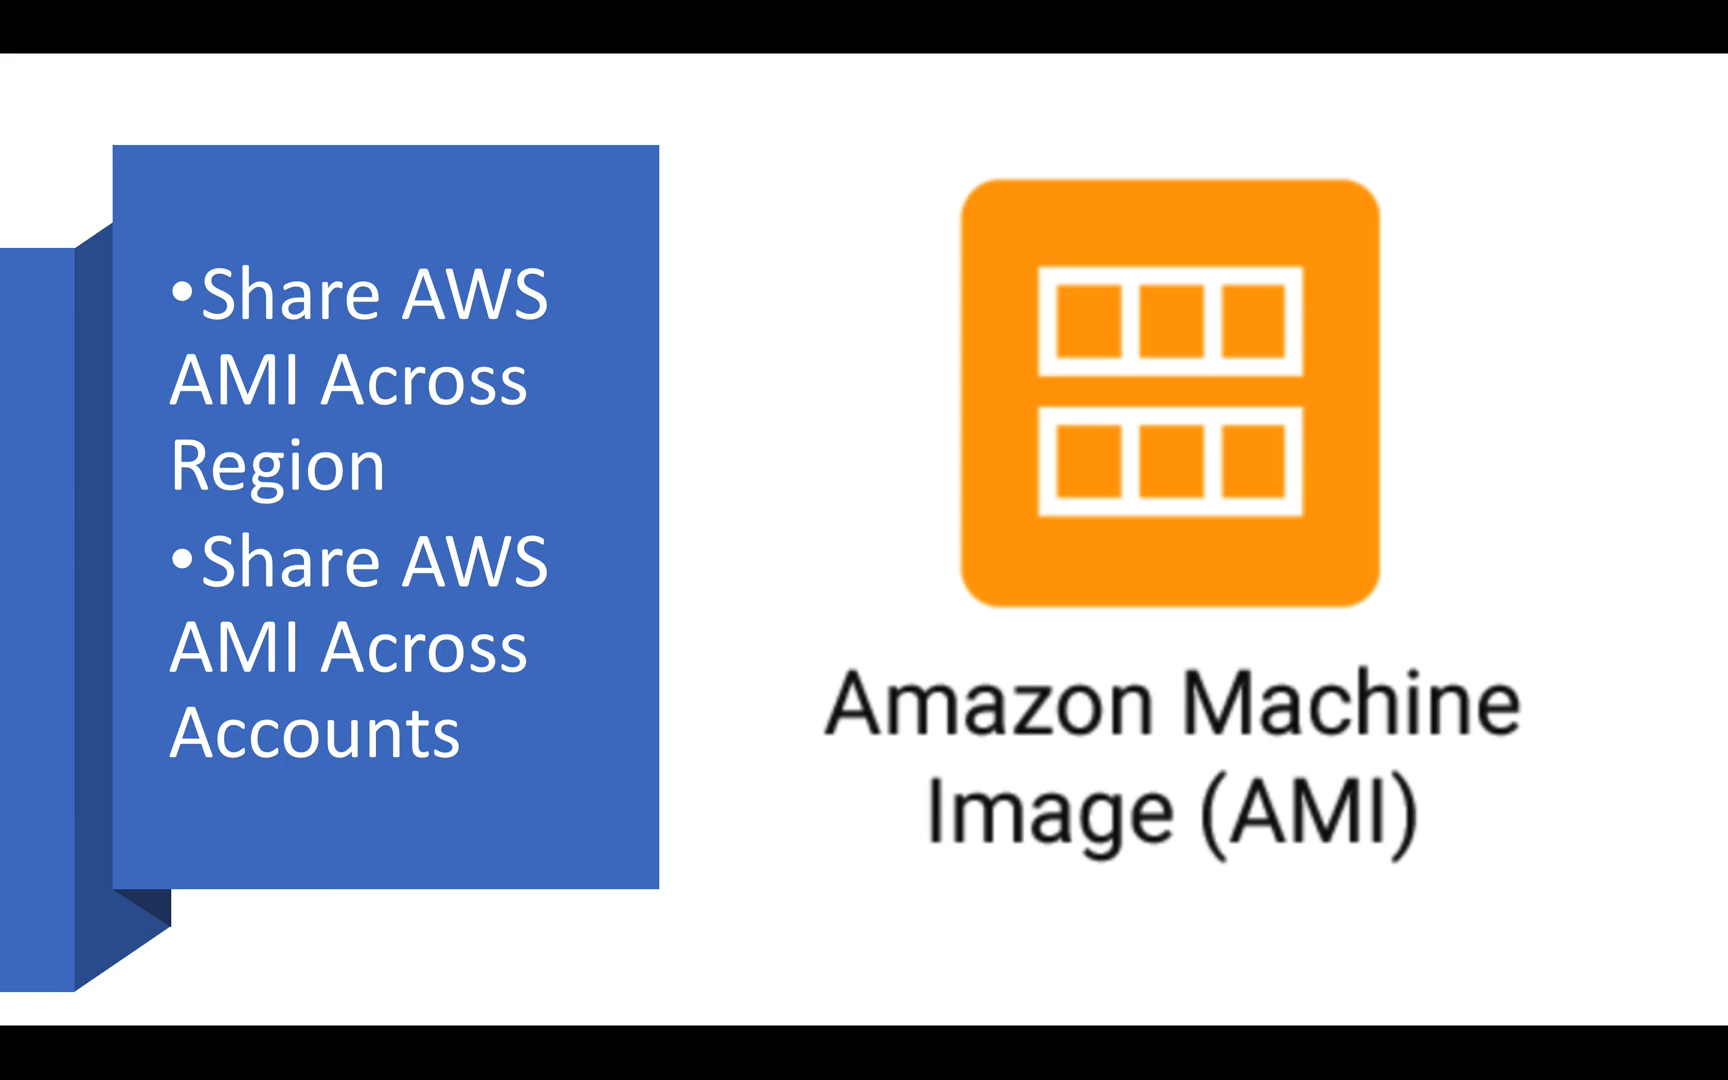 •Share AWS
AMI Across
Region
•Share AWS
AMI Across
Accounts
Amazon Machine
Image (AMI)